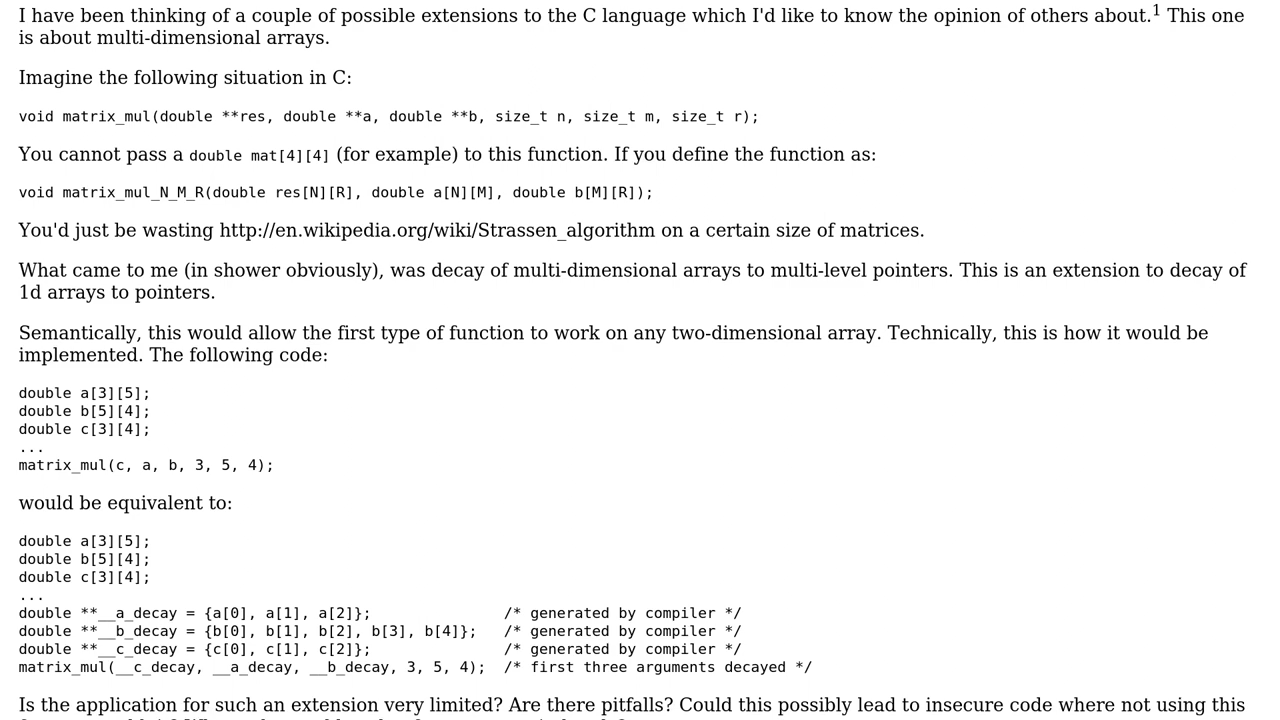 I have been thinking of a couple of possible extensions to the C language which I'd like to know the opinion of others about.1 This one
is about multi-dimensional arrays.
Imagine the following situation in C:
void matrix_mul(double **res, double **a, double **b, size_t n, size_t m, size_t r);
You cannot pass a double mat[4][4] (for example) to this function. If you define the function as:
void matrix_mul_N_M_R(double res[N][R], double a[N][M], double b[M][R]);
You'd just be wasting http://en.wikipedia.org/wiki/Strassen_algorithm on a certain size of matrices.
What came to me (in shower obviously), was decay of multi-dimensional arrays to multi-level pointers. This is an extension to decay of
1d arrays to pointers.
Semantically, this would allow the first type of function to work on any two-dimensional array. Technically, this is how it would be
implemented. The following code:
double a[3][5];
double b[5][4];
double c[3][4];
...
matrix_mul(c, a, b, 3, 5, 4);
would be equivalent to:
double a[3][5];
double b[5][4];
double c[3][4];
...
double **__a_decay = {a[0], a[1], a[2]}; /* generated by compiler */
double **__b_decay = {b[0], b[1], b[2], b[3], b[4]}; /* generated by compiler */
double **__c_decay = {c[0], c[1], c[2]}; /* generated by compiler */
matrix_mul(__c_decay, __a_decay, __b_decay, 3, 5, 4); /* first three arguments decayed */
Is the application for such an extension very limited? Are there pitfalls? Could this possibly lead to insecure code where not using this